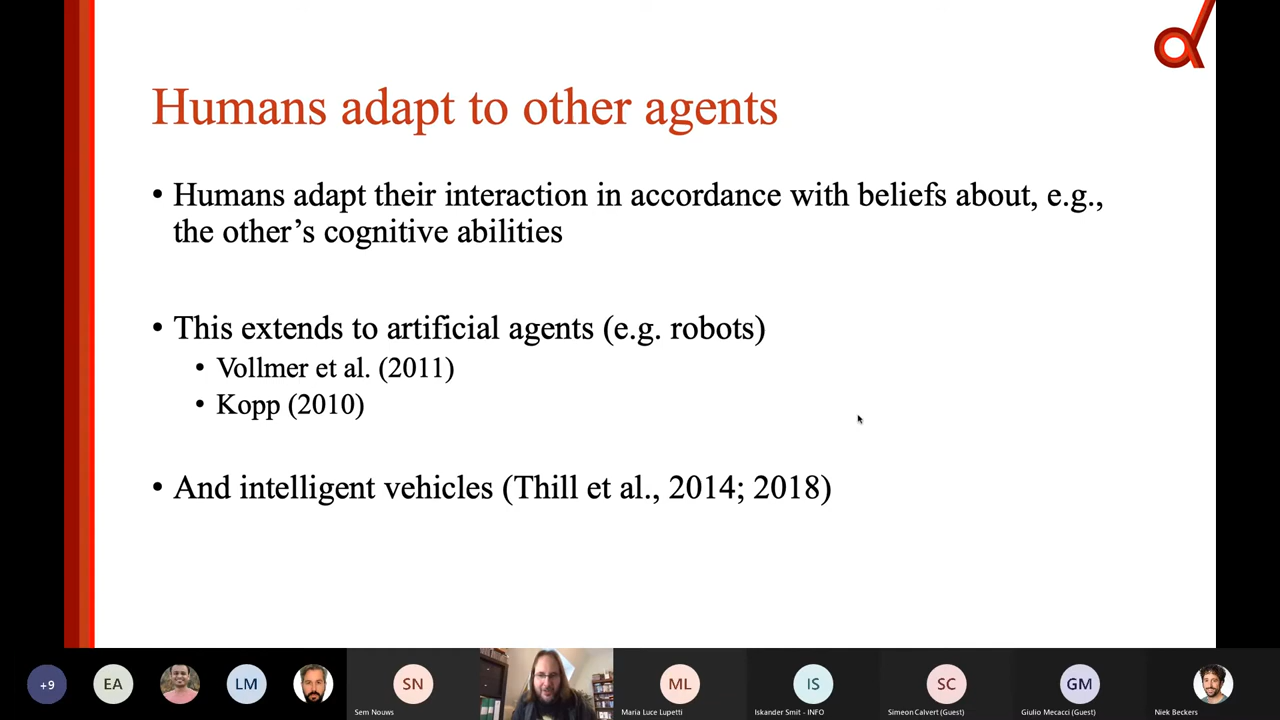 Humans adapt to other agents
• Humans adapt their interaction in accordance with beliefs about, e.g.,
the other’s cognitive abilities
• This extends to artificial agents (e.g. robots)
• Vollmer et al. (2011)
• Kopp (2010)
• And intelligent vehicles (Thill et al., 2014; 2018)
+9
EA
LM
SN
ML
IS
SC
GM
Sem Nouws
Maria Luce Lupetti
Iskander Smit - INFO
Simeon Calvert (Guest)
Giulio Mecacci (Guest)
Niek Beckers